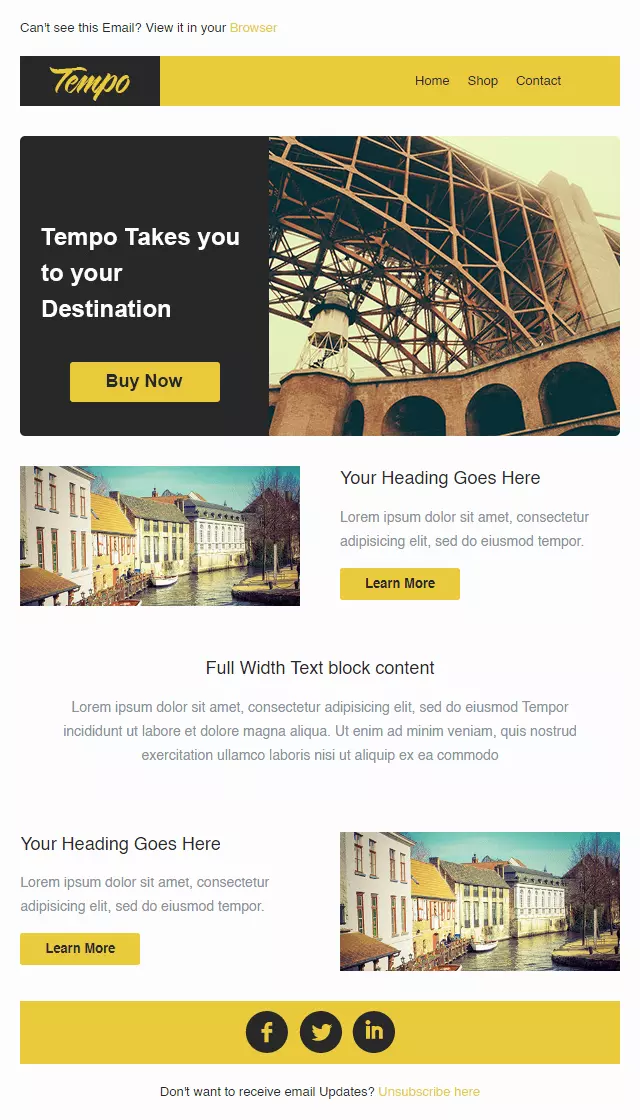 Can't see this Email? View it in your Browser
Tempo
Home Shop Contact
Tempo Takes you
to your
Destination
Buy Now
Your Heading Goes Here
Lorem ipsum dolor sit amet, consectetur
adipisicing elit, sed do eiusmod tempor.
Learn More
Full Width Text block content
Lorem ipsum dolor sit amet, consectetur adipisicing elit, sed do eiusmod Tempor
incididunt ut labore et dolore magna aliqua. Ut enim ad minim veniam, quis nostrud
exercitation ullamco laboris nisi ut aliquip ex ea commodo
Your Heading Goes Here
Lorem ipsum dolor sit amet, consectetur
adipisicing elit, sed do eiusmod tempor.
Learn More
Don't want to receive email Updates? Unsubscribe here